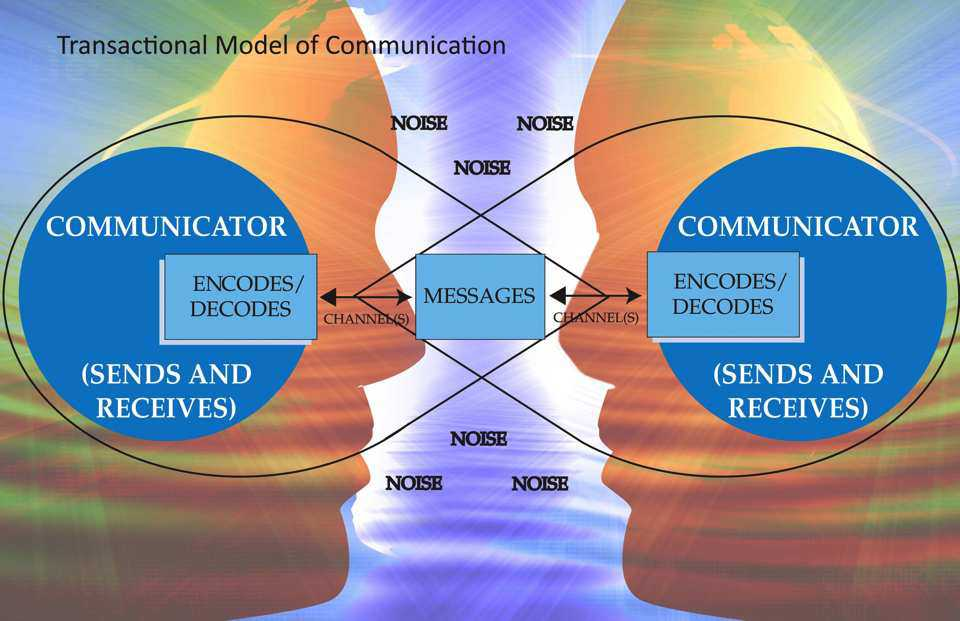 Transactional Model of Communication
NOISE
NOISE
NOISE
COMMUNICATOR
ENCODES/
DECODES
(SENDS AND
RECEIVES)
CHANNEL(S)
MESSAGES
CHANNEL(S)
COMMUNICATOR
ENCODES/
DECODES
(SENDS AND
RECEIVES)
NOISE
NOISE
NOISE